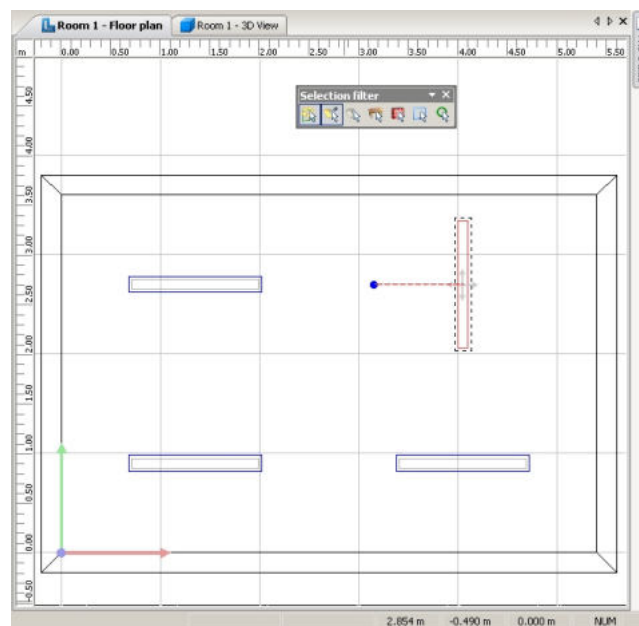 Room 1 - Floor plan
Room 1 - 3D View
m 0.00 0.50 1.00 2.00 2.50 3.00 3.50 4.00 4.50 5.00 5.50
4.50
Selection filter
4.00
3.50
3.00
2.50
2.00
1.50
1.00
0.50
0.00
-0.50
2.854 m -0.490 m 0.000 m NUM